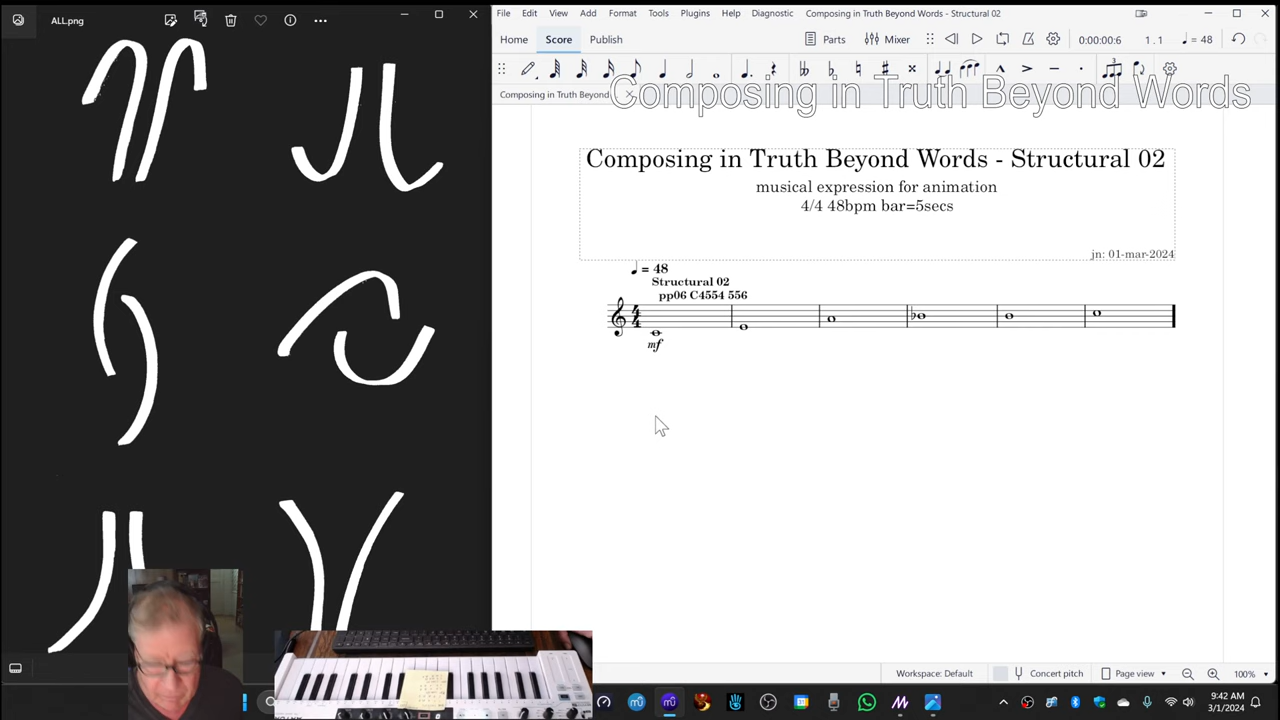 ALL.png
File Edit View Add Format Tools Plugins Help Diagnostic Composing in Truth Beyond Words - Structural 02
Home Score Publish Parts Mixer 0:00:00:6 1 . 1 = 48
Composing in Truth Beyond
Composing in Truth Beyond Words
Composing in Truth Beyond Words - Structural 02
musical expression for animation
4/4 48bpm bar=5secs
jn: 01-mar-2024
= 48
Structural 02
pp06 C4554 556
mf
Workspace: Default Concert pitch Page view 100%
9:42 AM
3/1/2024